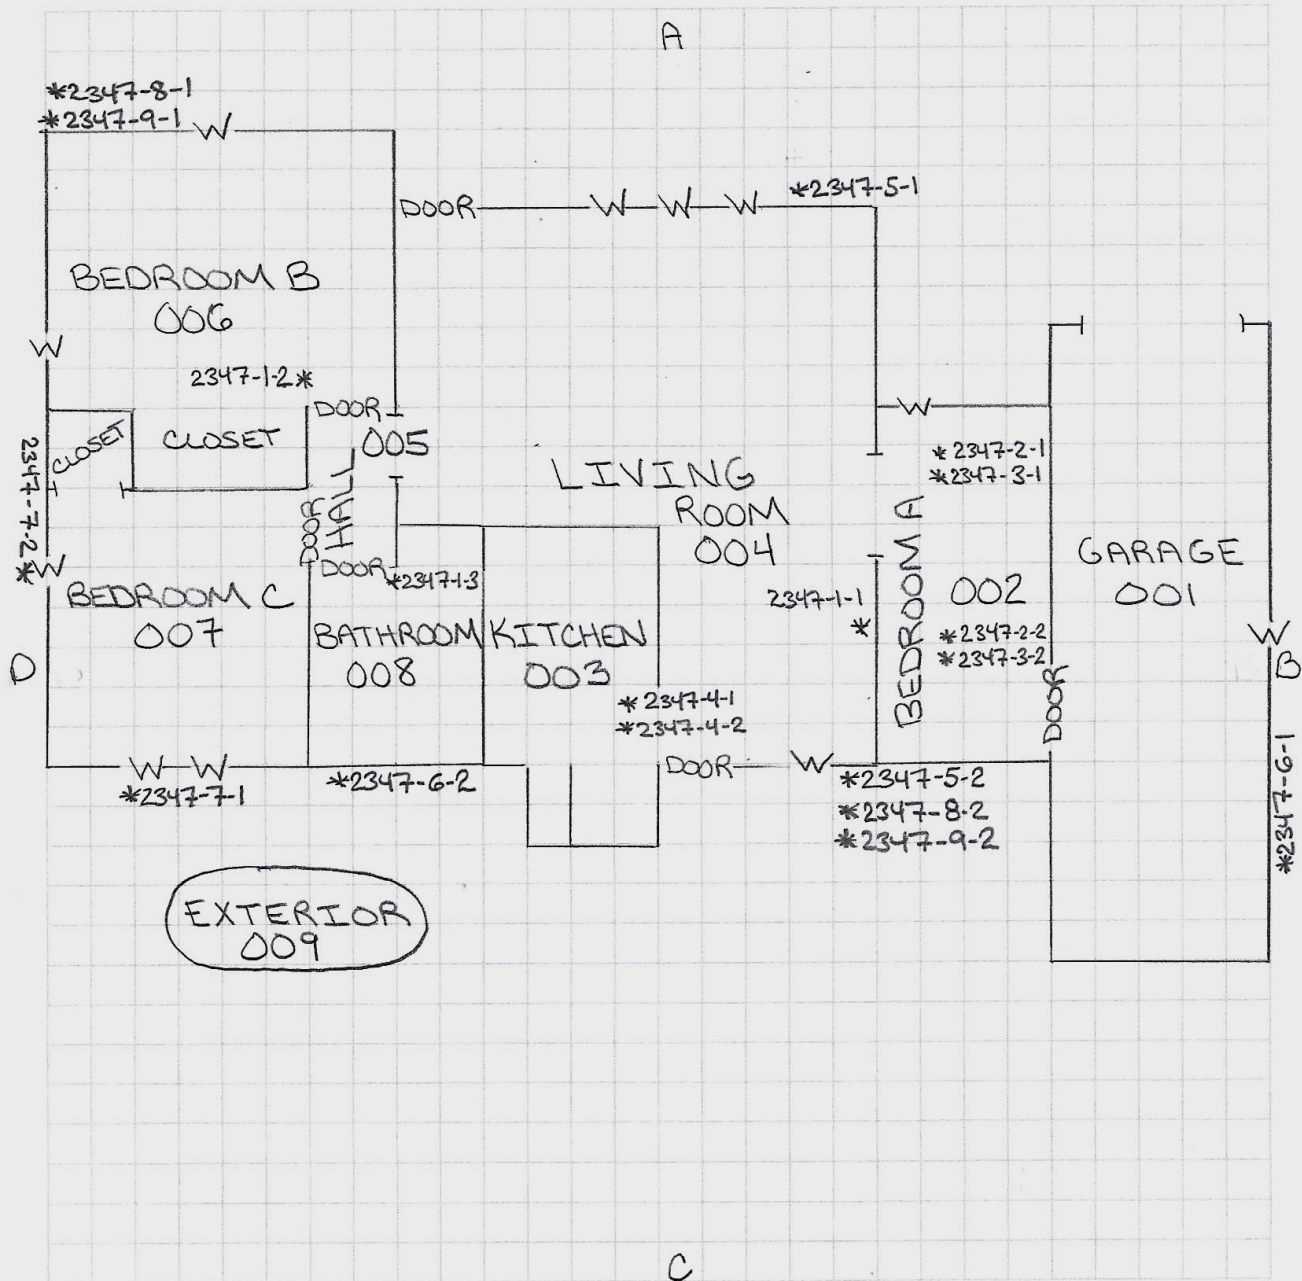 A
*2347-8-1
*2347-9-1
W
DOOR
W
W
W
*2347-5-1
BEDROOM B
006
W
2347-1-2*
DOOR
W
CLOSET
CLOSET
005
HALL
DOOR
DOOR
2347-7-2*
W
LIVING
ROOM
004
*2347-2-1
*2347-3-1
GARAGE
001
BEDROOM A
002
*2347-1-3
2347-1-1
*
BEDROOM C
007
BATHROOM
008
KITCHEN
003
*2347-2-2
*2347-3-2
W
D
B
DOOR
*2347-4-1
*2347-4-2
W
W
DOOR
W
*2347-7-1
*2347-6-2
*2347-5-2
*2347-8-2
*2347-9-2
*2347-6-1
EXTERIOR
009
C